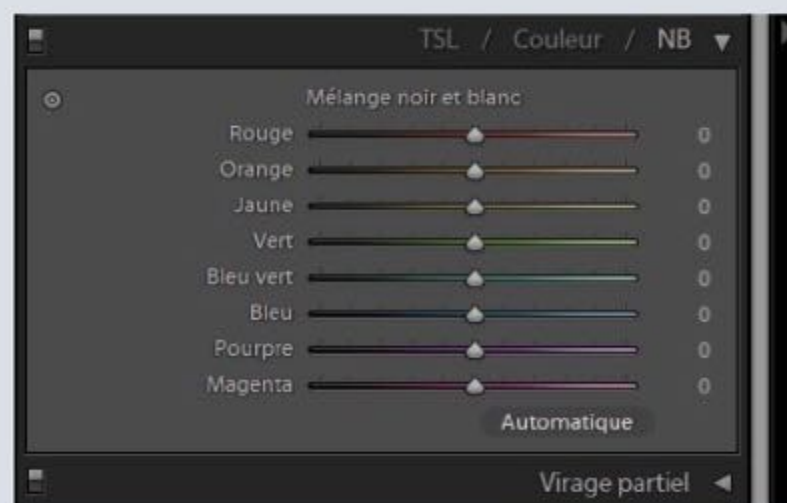 TSL / Couleur / NB
Mélange noir et blanc
Rouge 0
Orange 0
Jaune 0
Vert 0
Bleu vert 0
Bleu 0
Pourpre 0
Magenta 0
Automatique
Virage partiel